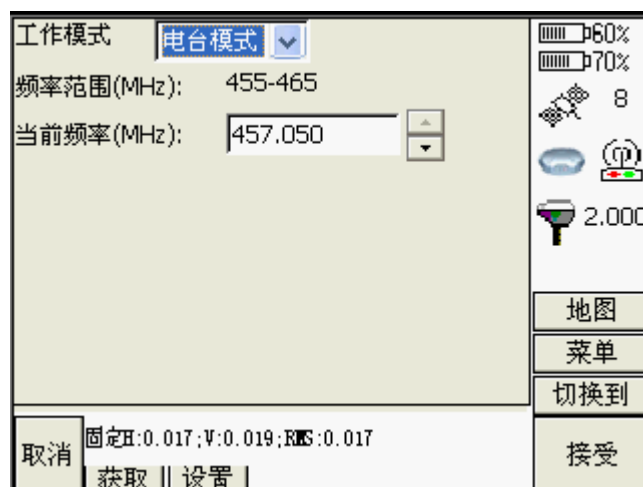 工作模式 电台模式
频率范围(MHz): 455-465
当前频率(MHz): 457.050
60%
70%
8
2.000
地图
菜单
切换到
取消
固定H:0.017;V:0.019;RMS:0.017
获取 设置
接受